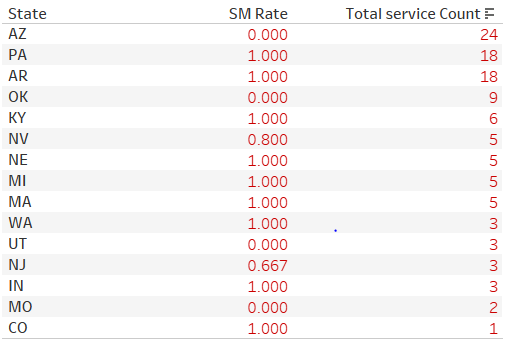 State SM Rate Total service Count
AZ 0.000 24
PA 1.000 18
AR 1.000 18
OK 0.000 9
KY 1.000 6
NV 0.800 5
NE 1.000 5
MI 1.000 5
MA 1.000 5
WA 1.000 3
UT 0.000 3
NJ 0.667 3
IN 1.000 3
MO 0.000 2
CO 1.000 1